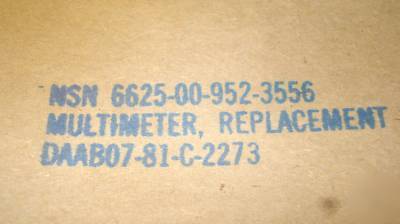 NSN 6625-00-952-3556
MULTIMETER, REPLACEMENT
DAAB07-81-C-2273